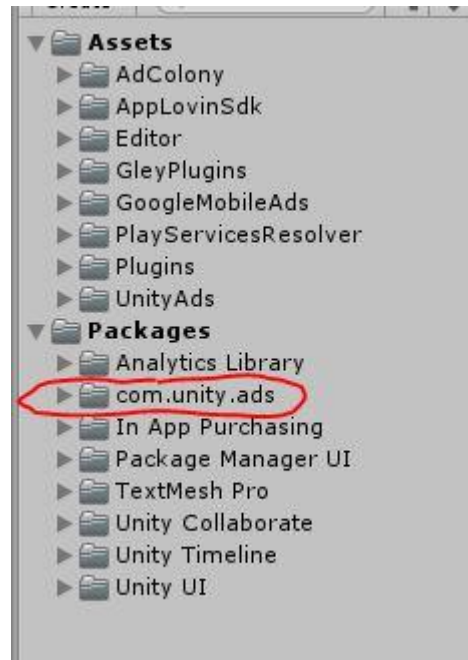 Assets
AdColony
AppLovinSdk
Editor
GleyPlugins
GoogleMobileAds
PlayServicesResolver
Plugins
UnityAds
Packages
Analytics Library
com.unity.ads
In App Purchasing
Package Manager UI
TextMesh Pro
Unity Collaborate
Unity Timeline
Unity UI